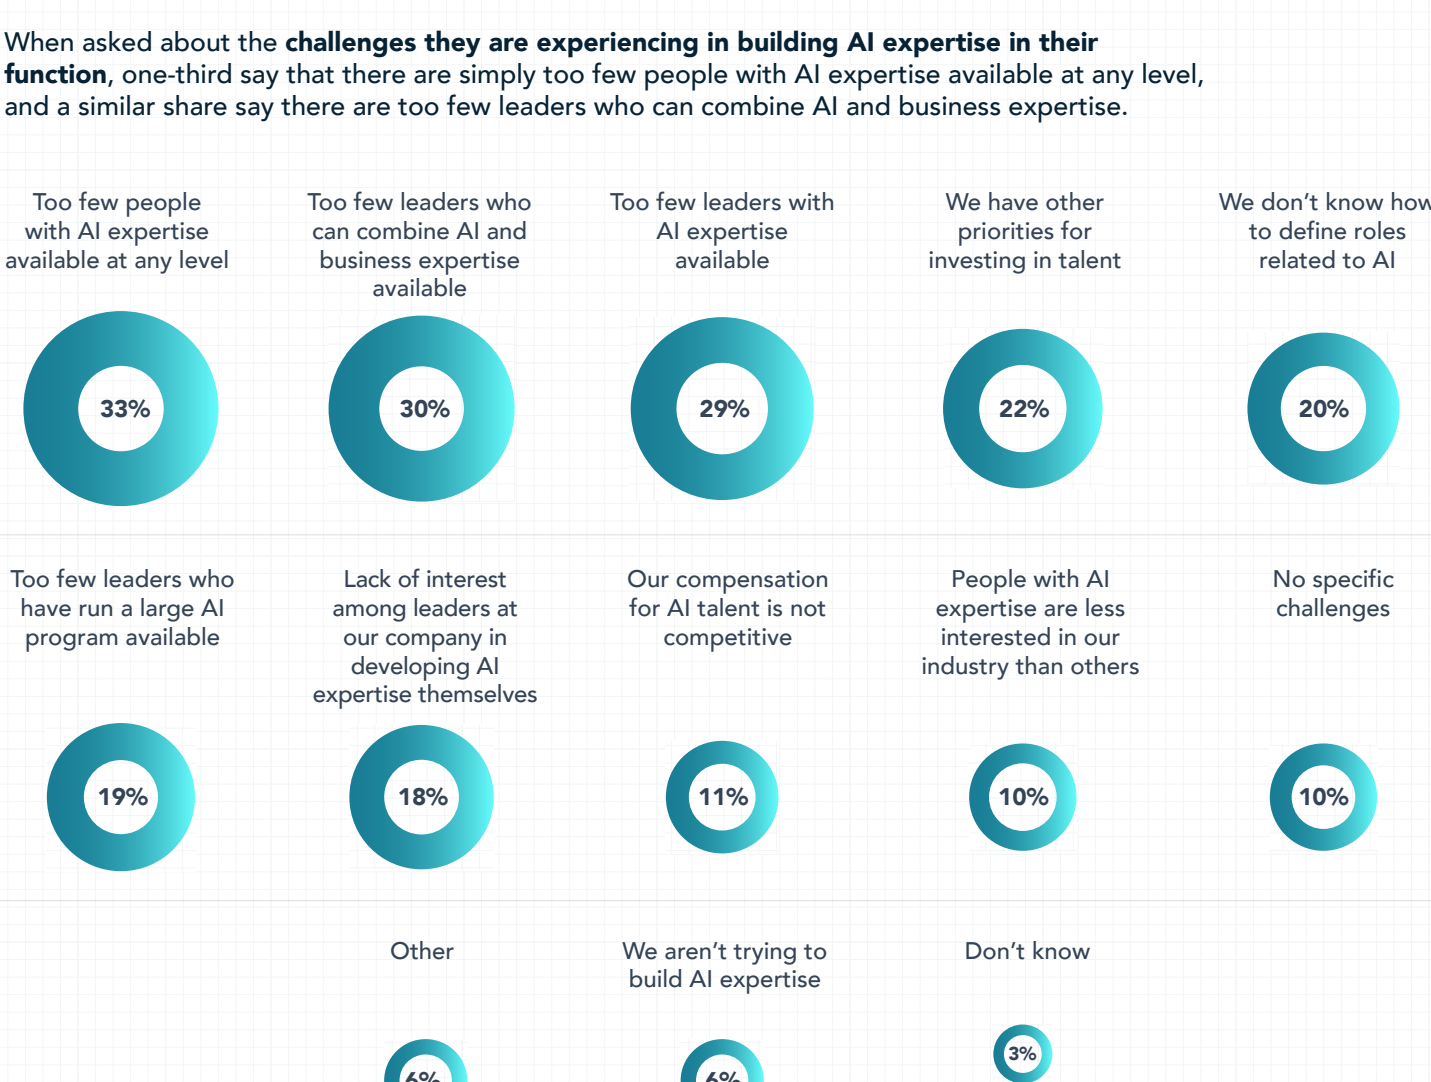 When asked about the challenges they are experiencing in building AI expertise in their
function, one-third say that there are simply too few people with AI expertise available at any level,
and a similar share say there are too few leaders who can combine AI and business expertise.
Too few people
with AI expertise
available at any level
33%
Too few leaders who
can combine AI and
business expertise
available
30%
Too few leaders with
AI expertise
available
29%
We have other
priorities for
investing in talent
22%
We don’t know how
to define roles
related to AI
20%
Too few leaders who
have run a large AI
program available
19%
Lack of interest
among leaders at
our company in
developing AI
expertise themselves
18%
Our compensation
for AI talent is not
competitive
11%
People with AI
expertise are less
interested in our
industry than others
10%
No specific
challenges
10%
Other
6%
We aren’t trying to
build AI expertise
6%
Don’t know
3%